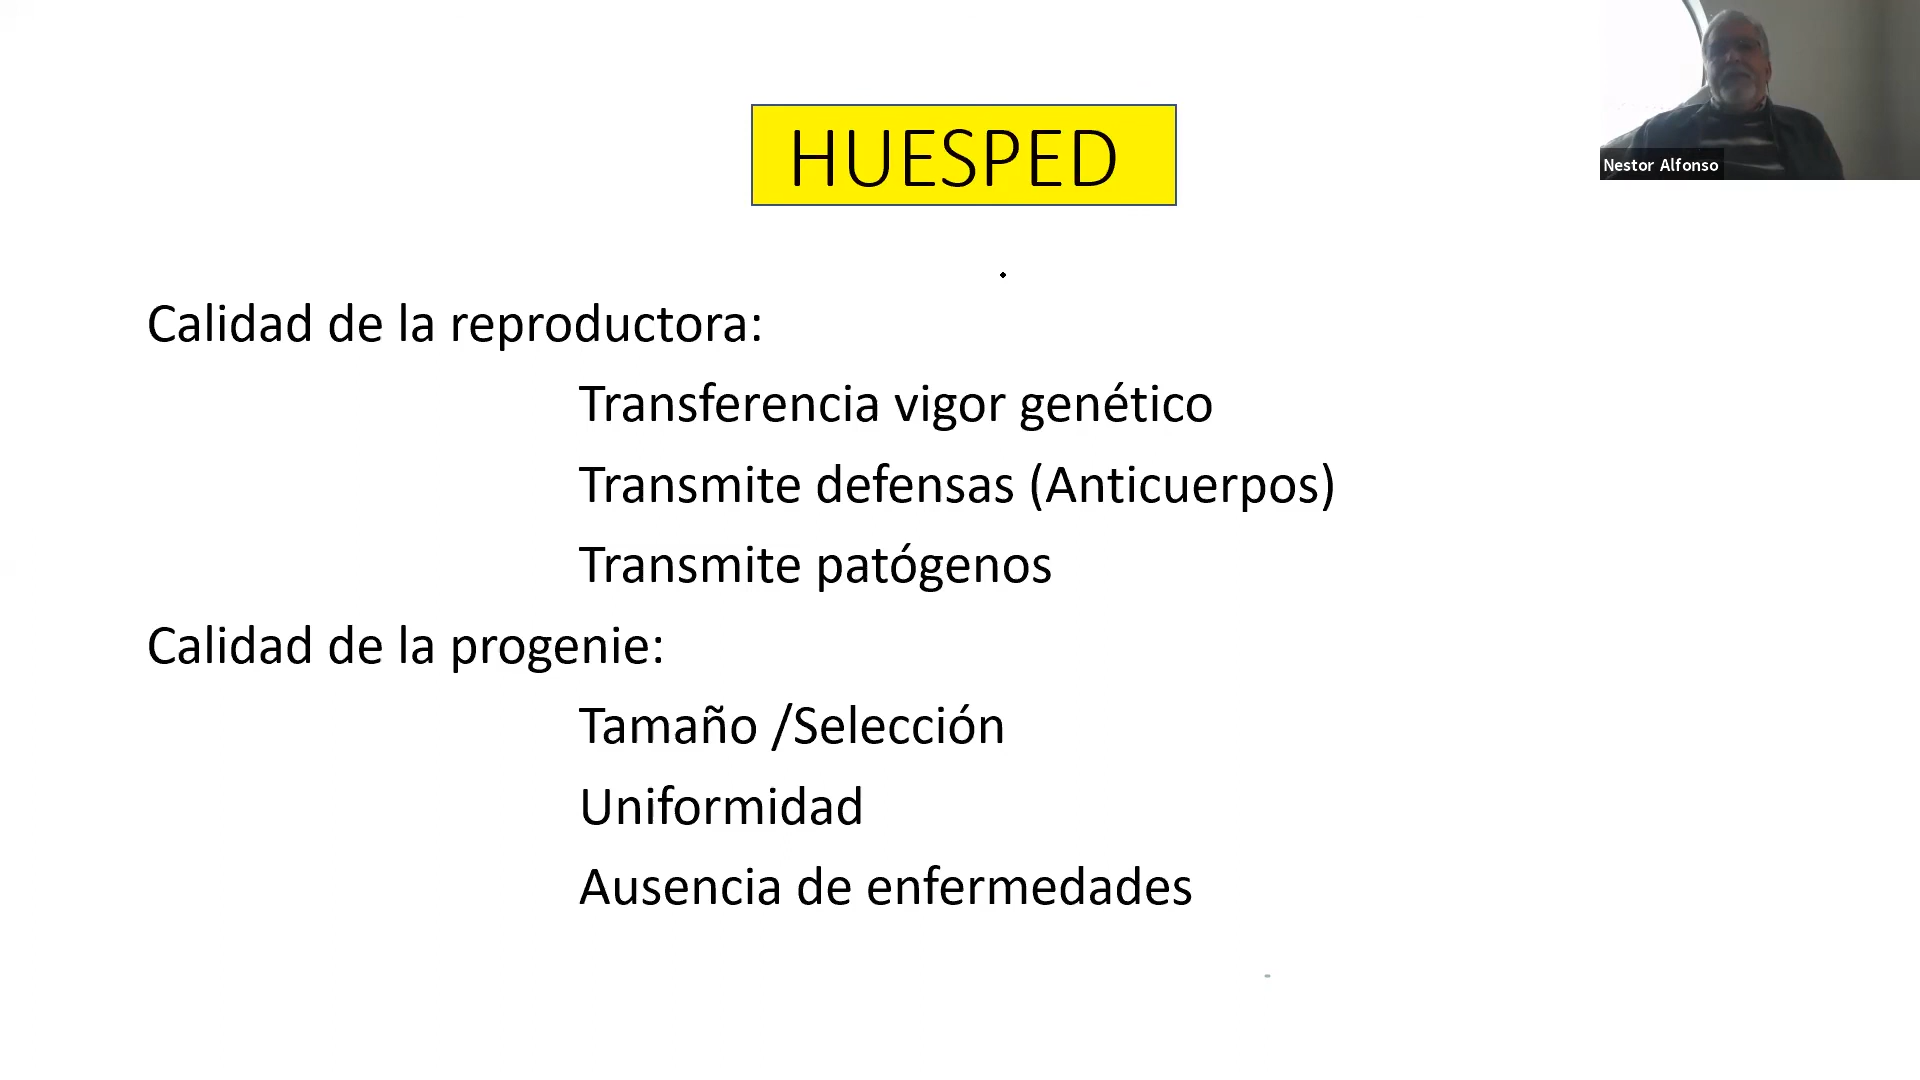 HUESPED
Nestor Alfonso
Calidad de la reproductora:
Transferencia vigor genético
Transmite defensas (Anticuerpos)
Transmite patógenos
Calidad de la progenie:
Tamaño /Selección
Uniformidad
Ausencia de enfermedades